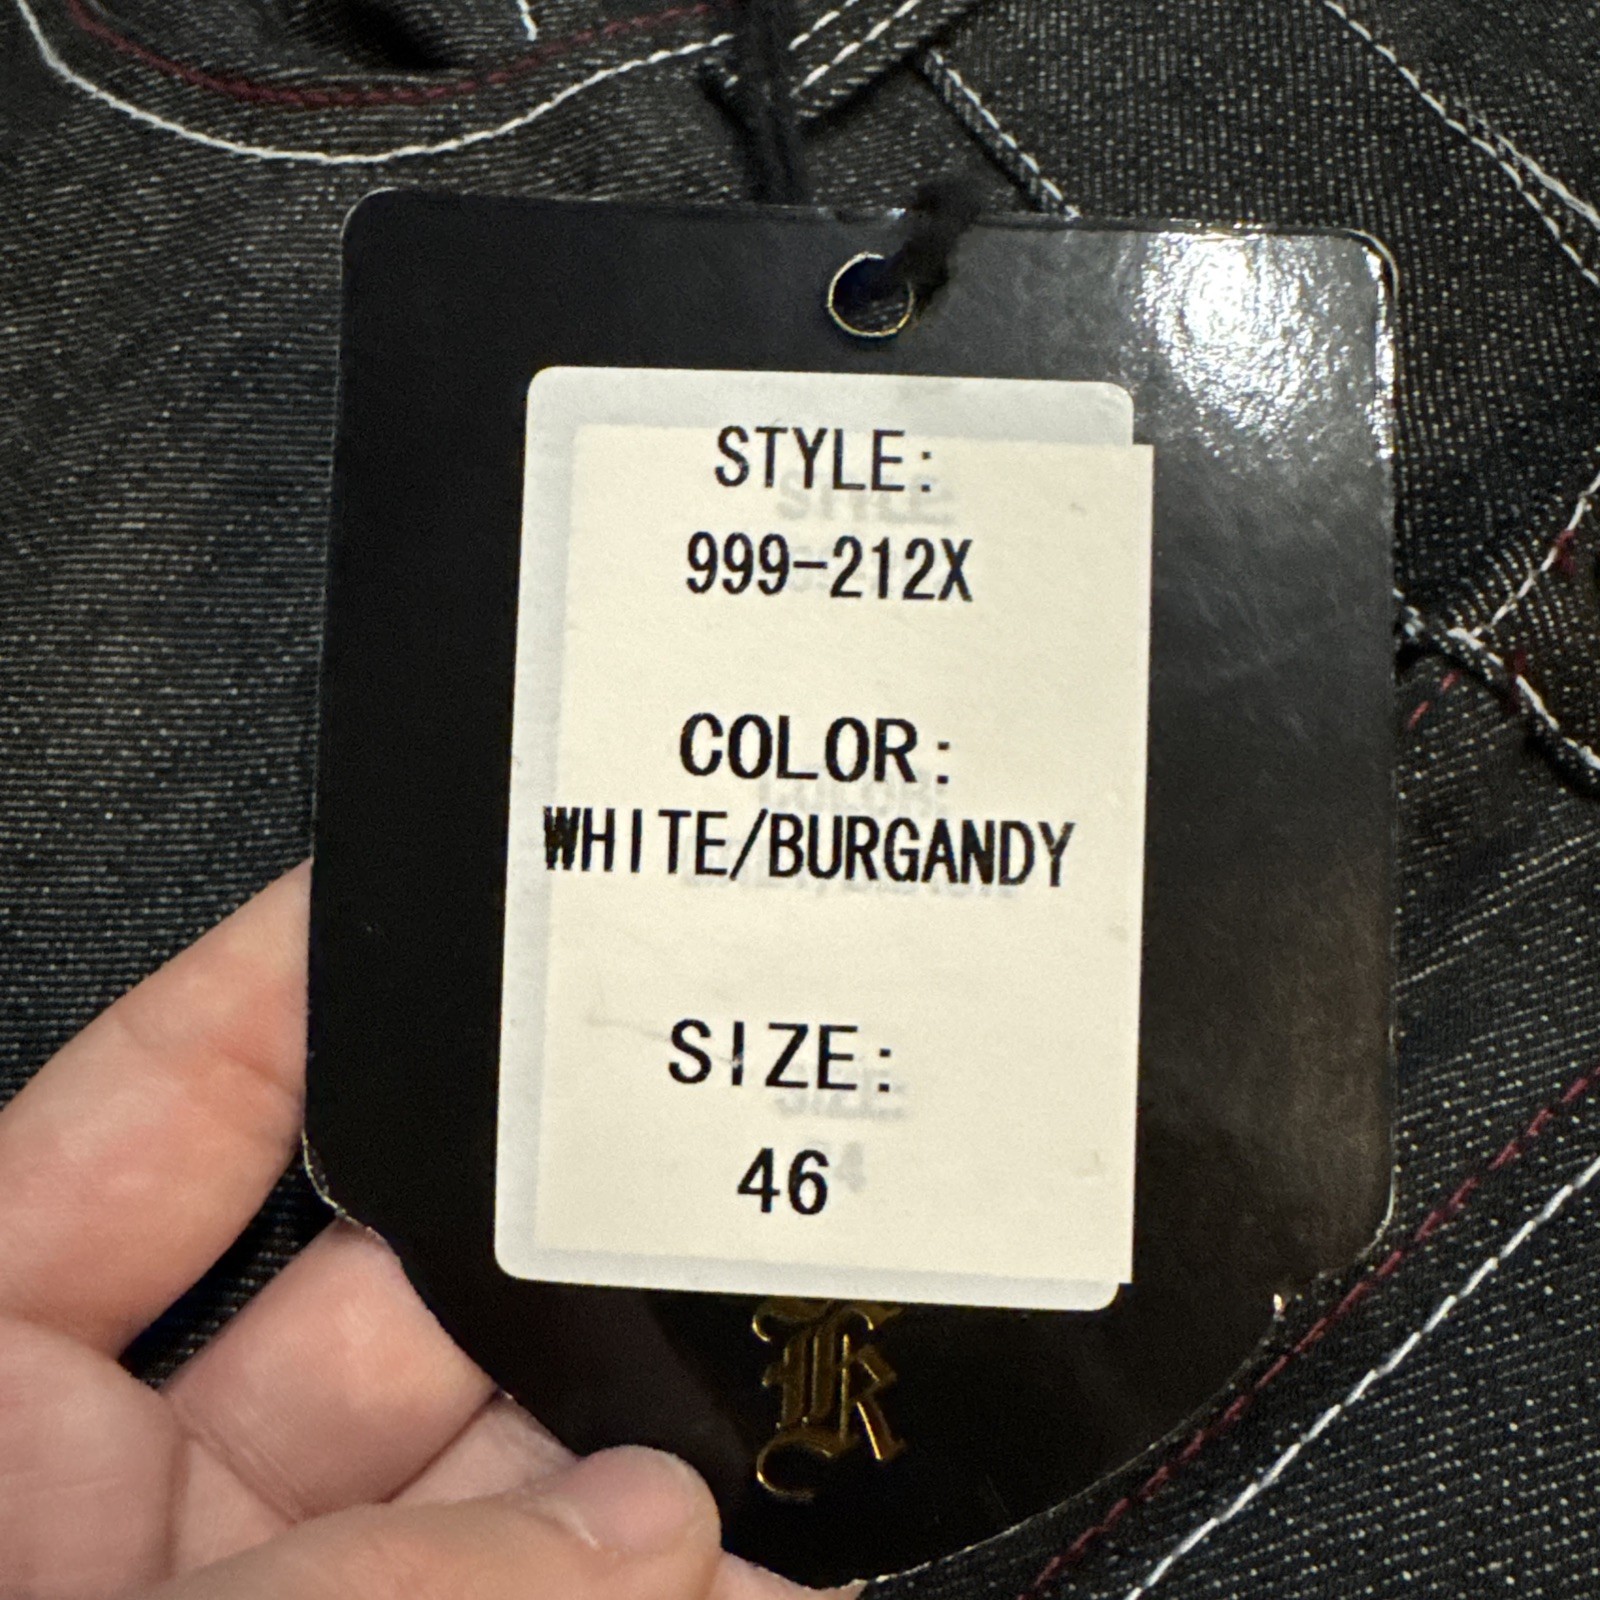 STYLE:
999-212X
COLOR:
WHITE/BURGANDY
SIZE:
46